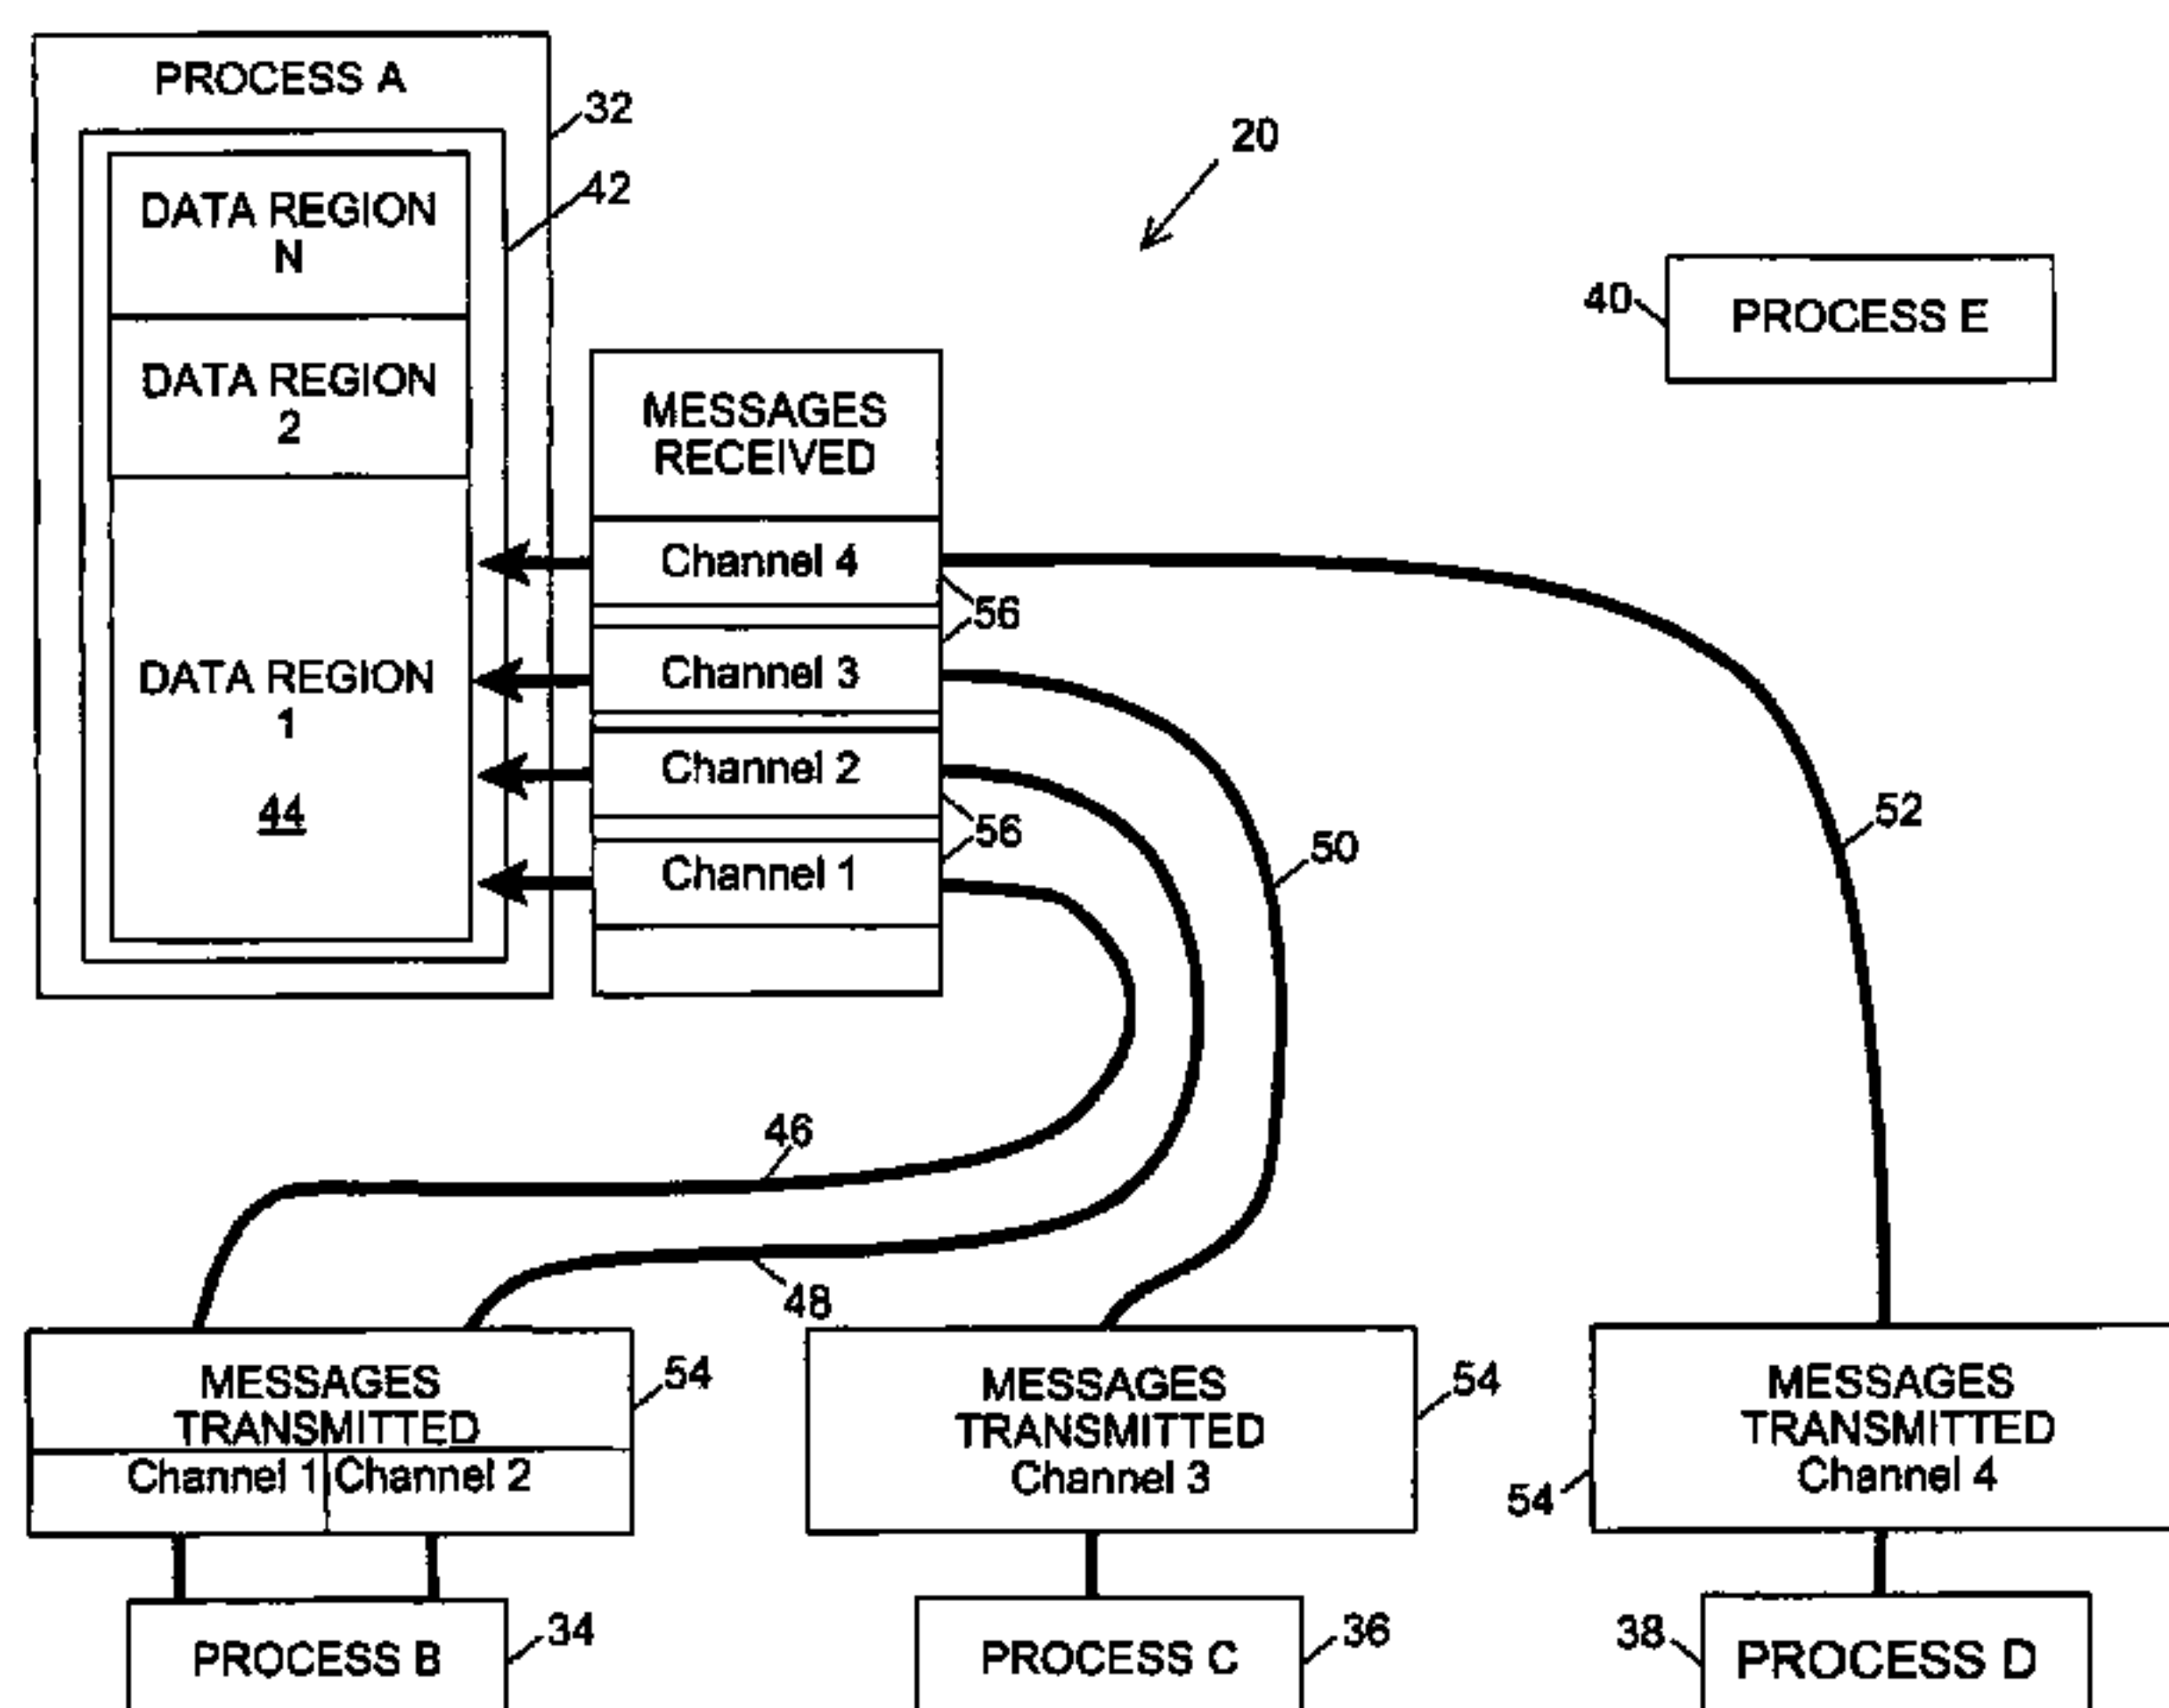 PROCESS A
32
42
DATA REGION
N
DATA REGION
2
DATA REGION
1
44
20
40
PROCESS E
MESSAGES
RECEIVED
Channel 4
56
Channel 3
Channel 2
56
Channel 1
50
52
46
48
MESSAGES
TRANSMITTED
Channel 1
Channel 2
54
MESSAGES
TRANSMITTED
Channel 3
54
MESSAGES
TRANSMITTED
Channel 4
54
PROCESS B
34
PROCESS C
36
38
PROCESS D